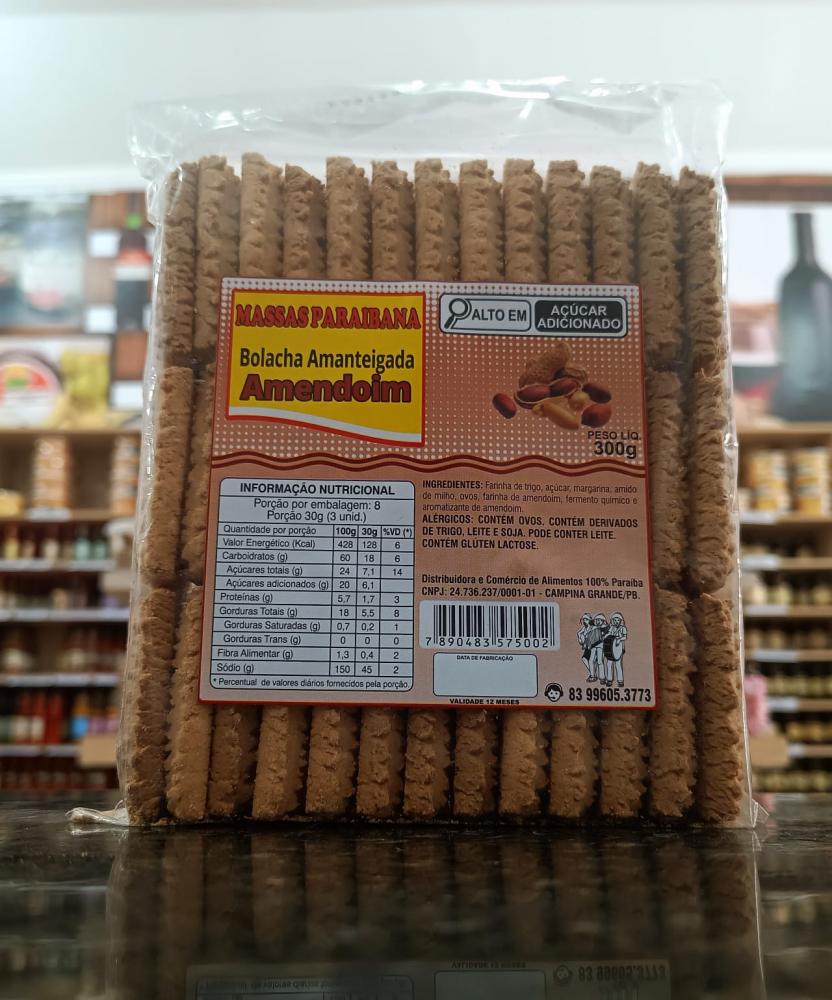 MASSAS PARAIBANA
Bolacha Amanteigada
Amendoim
ALTO EM
AÇÚCAR
ADICIONADO
PESO LÍQ.
300g
INFORMAÇÃO NUTRICIONAL
Porção por embalagem: 8
Porção 30g (3 unid.)
Quantidade por porção 100g 30g %VD (*)
Valor Energético (Kcal) 428 128 6
Carboidratos (g) 60 18 6
Açúcares totais (g) 24 7,1 14
Açúcares adicionados (g) 20 6,1
Proteínas (g) 5,7 1,7 3
Gorduras Totais (g) 18 5,5 8
Gorduras Saturadas (g) 0,7 0,2 1
Gorduras Trans (g) 0 0 0
Fibra Alimentar (g) 1,3 0,4 2
Sódio (g) 150 45 2
* Percentual de valores diários fornecidos pela porção.
INGREDIENTES: Farinha de trigo, açúcar, margarina, amido
de milho, ovos, farinha de amendoim, fermento químico e
aromatizante de amendoim.
ALÉRGICOS: CONTÉM OVOS, CONTÉM DERIVADOS
DE TRIGO, LEITE E SOJA. PODE CONTER LEITE.
CONTÉM GLÚTEN LACTOSE.
Distribuidora e Comércio de Alimentos 100% Paraíba
CNPJ: 24.736.237/0001-01 - CAMPINA GRANDE/PB.
7 890483 575002
DATA DE FABRICAÇÃO
VALIDADE 12 MESES
83 99605.3773